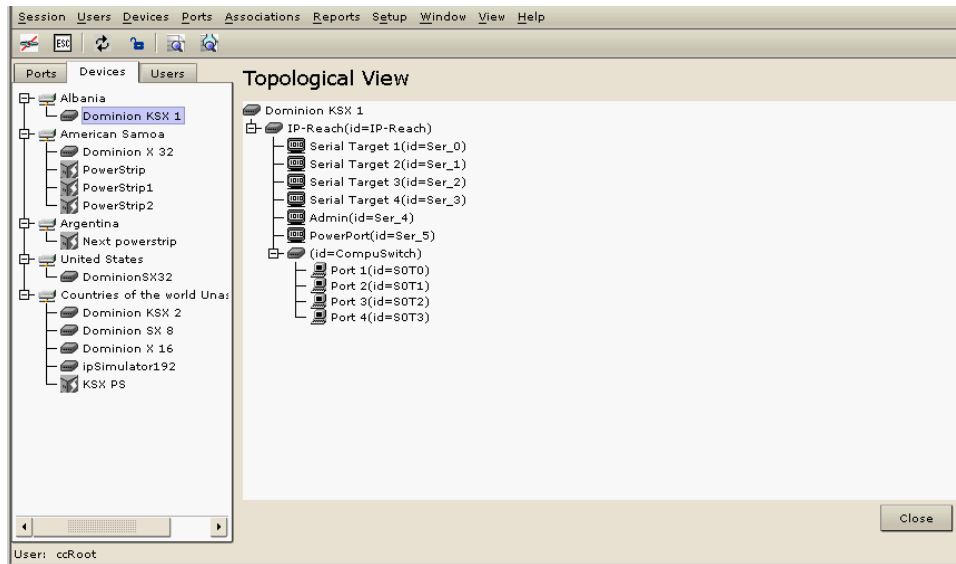 Session Users Devices Ports Associations Reports Setup Window View Help
ESC
Ports Devices Users
Albania
Dominion KSX 1
American Samoa
Dominion X 32
PowerStrip
PowerStrip1
PowerStrip2
Argentina
Next powerstrip
United States
DominionSX32
Countries of the world Unas
Dominion KSX 2
Dominion SX 8
Dominion X 16
ipSimulator192
KSX PS
Topological View
Dominion KSX 1
IP-Reach(id=IP-Reach)
Serial Target 1(id=Ser_0)
Serial Target 2(id=Ser_1)
Serial Target 3(id=Ser_2)
Serial Target 4(id=Ser_3)
Admin(id=Ser_4)
PowerPort(id=Ser_5)
(id=CompuSwitch)
Port 1(id=S0T0)
Port 2(id=S0T1)
Port 3(id=S0T2)
Port 4(id=S0T3)
Close
User: ccRoot